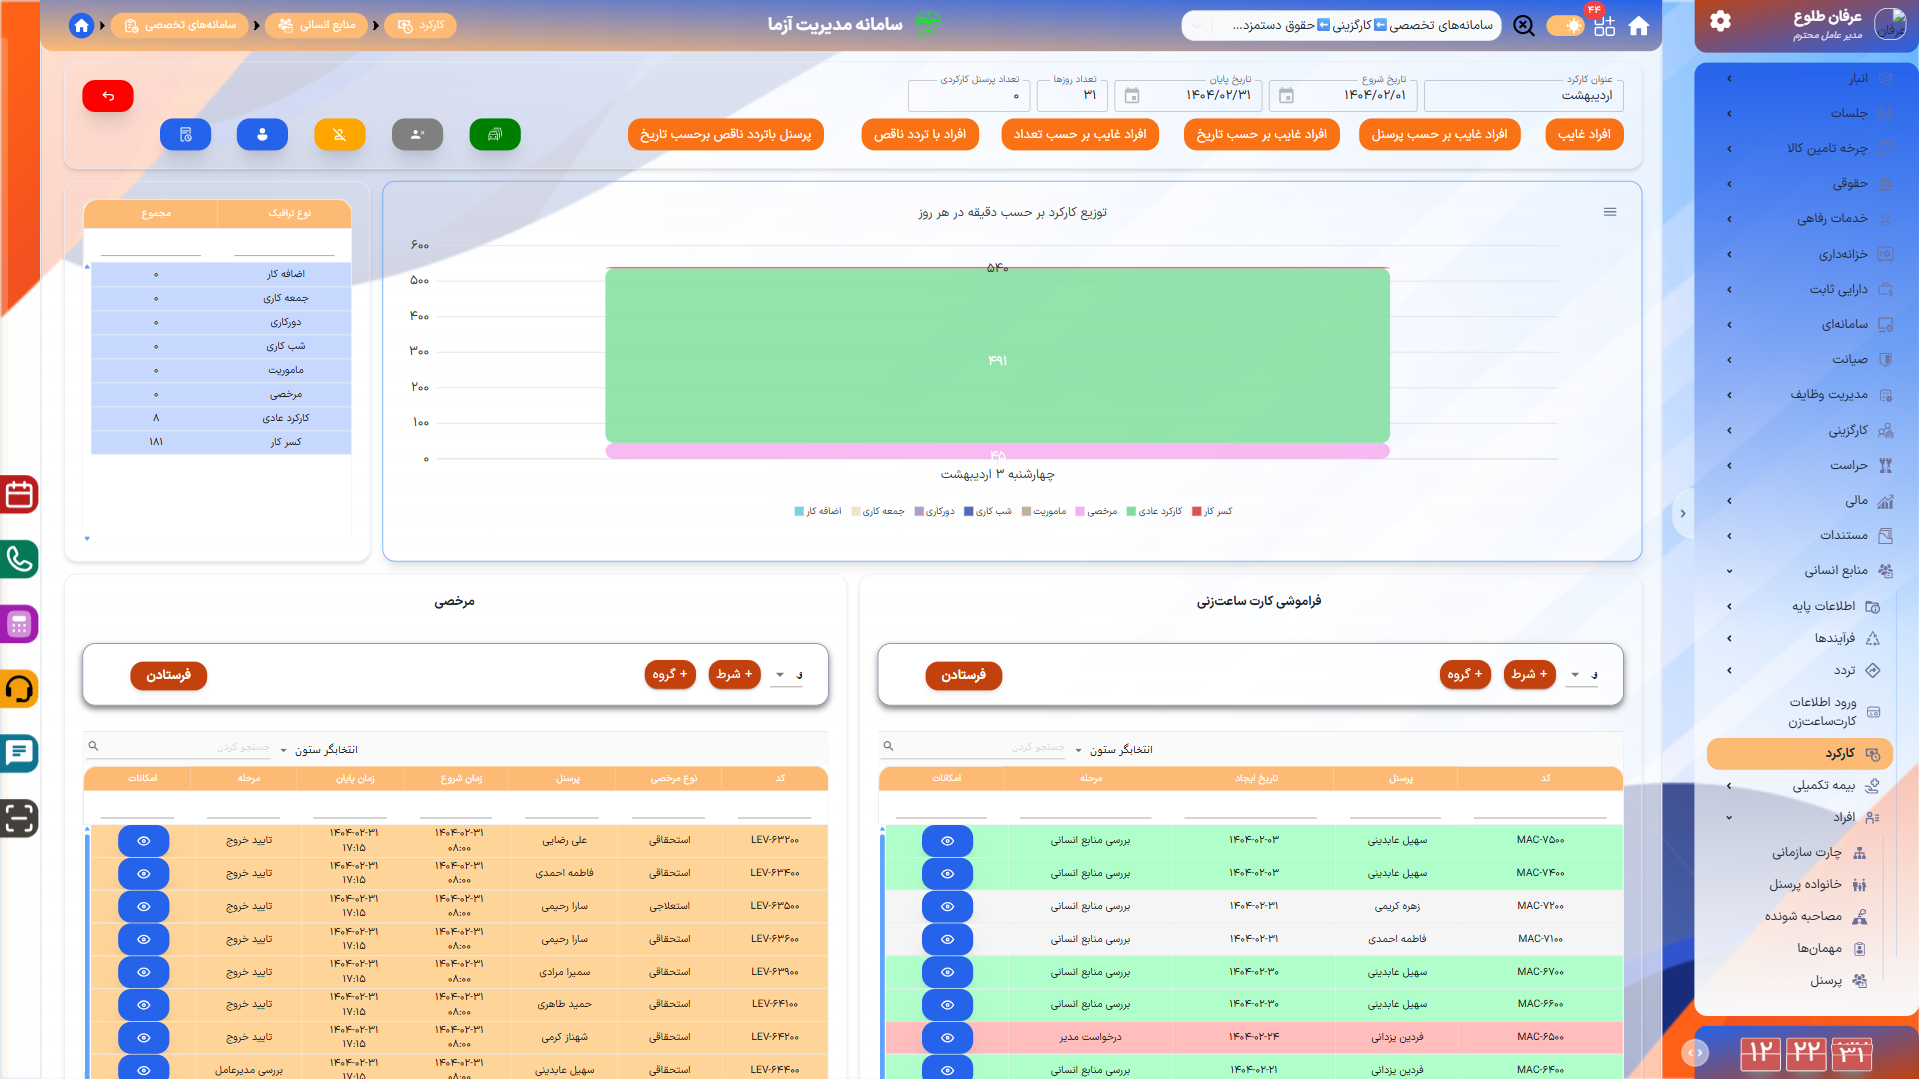 عرفان طلوع
مدیر عامل محترم
سامانه‌های تخصصی کارگزینی حقوق دستمزد...
۴۴
سامانه مدیریت آزما
کارکرد
منابع انسانی
سامانه‌های تخصصی
انبار
جلسات
چرخه تامین کالا
حقوقی
خدمات رفاهی
خزانه‌داری
دارایی ثابت
سامانه‌ای
صیانت
مدیریت وظایف
کارگزینی
حراست
مالی
مستندات
منابع انسانی
اطلاعات پایه
فرآیندها
تردد
ورود اطلاعات
کارت‌ساعت‌زن
کارکرد
بیمه تکمیلی
افراد
چارت سازمانی
خانواده پرسنل
مصاحبه شونده
مهمان‌ها
پرسنل
۱۲ ۲۲ ۳۱
عنوان کارکرد
اردیبهشت
تاریخ شروع
۱۴۰۴/۰۲/۰۱
تاریخ پایان
۱۴۰۴/۰۲/۳۱
تعداد روزها
۳۱
تعداد پرسنل کارکردی
۰
افراد غایب
افراد غایب بر حسب پرسنل
افراد غایب بر حسب تاریخ
افراد غایب بر حسب تعداد
افراد با تردد ناقص
پرسنل باتردد ناقص برحسب تاریخ
توزیع کارکرد بر حسب دقیقه در هر روز
۶۰۰
۵۰۰
۴۰۰
۳۰۰
۲۰۰
۱۰۰
۰
۵۴۰
۴۹۱
۴۵
چهارشنبه ۳ اردیبهشت
کسر کار کارکرد عادی مرخصی ماموریت شب کاری دورکاری جمعه کاری اضافه کار
نوع ترافیک مجموع
اضافه کار ۰
جمعه کاری ۰
دورکاری ۰
شب کاری ۰
ماموریت ۰
مرخصی ۰
کارکرد عادی ۸
کسر کار ۱۸۱
فراموشی کارت ساعت‌زنی
+ شرط + گروه فرستادن
انتخابگر ستون جستجو کردن
کد پرسنل تاریخ ایجاد مرحله امکانات
MAC-۷۵۰۰ سهیل عابدینی ۱۴۰۴-۰۲-۰۳ بررسی منابع انسانی
MAC-۷۴۰۰ سهیل عابدینی ۱۴۰۴-۰۲-۰۳ بررسی منابع انسانی
MAC-۷۲۰۰ زهره کریمی ۱۴۰۴-۰۲-۳۱ بررسی منابع انسانی
MAC-۷۱۰۰ فاطمه احمدی ۱۴۰۴-۰۲-۳۱ بررسی منابع انسانی
MAC-۶۷۰۰ سهیل عابدینی ۱۴۰۴-۰۲-۳۰ بررسی منابع انسانی
MAC-۶۶۰۰ سهیل عابدینی ۱۴۰۴-۰۲-۳۰ بررسی منابع انسانی
MAC-۶۵۰۰ فردین یزدانی ۱۴۰۴-۰۲-۲۴ درخواست مدیر
MAC-۶۴۰۰ فردین یزدانی ۱۴۰۴-۰۲-۲۱ بررسی منابع انسانی
مرخصی
+ شرط + گروه فرستادن
انتخابگر ستون جستجو کردن
کد نوع مرخصی پرسنل زمان شروع زمان پایان مرحله امکانات
LEV-۶۳۲۰۰ استحقاقی علی رضایی ۱۴۰۴-۰۲-۳۱ ۰۸:۰۰ ۱۴۰۴-۰۲-۳۱ ۱۷:۱۵ تایید خروج
LEV-۶۳۴۰۰ استحقاقی فاطمه احمدی ۱۴۰۴-۰۲-۳۱ ۰۸:۰۰ ۱۴۰۴-۰۲-۳۱ ۱۷:۱۵ تایید خروج
LEV-۶۳۵۰۰ استعلاجی سارا رحیمی ۱۴۰۴-۰۲-۳۱ ۰۸:۰۰ ۱۴۰۴-۰۲-۳۱ ۱۷:۱۵ تایید خروج
LEV-۶۳۶۰۰ استحقاقی سارا رحیمی ۱۴۰۴-۰۲-۳۱ ۰۸:۰۰ ۱۴۰۴-۰۲-۳۱ ۱۷:۱۵ تایید خروج
LEV-۶۳۹۰۰ استحقاقی سمیرا مرادی ۱۴۰۴-۰۲-۳۱ ۰۸:۰۰ ۱۴۰۴-۰۲-۳۱ ۱۷:۱۵ تایید خروج
LEV-۶۴۱۰۰ استحقاقی حمید طاهری ۱۴۰۴-۰۲-۳۱ ۰۸:۰۰ ۱۴۰۴-۰۲-۳۱ ۱۷:۱۵ تایید خروج
LEV-۶۴۲۰۰ استحقاقی شهناز کرمی ۱۴۰۴-۰۲-۳۱ ۰۸:۰۰ ۱۴۰۴-۰۲-۳۱ ۱۷:۱۵ تایید خروج
LEV-۶۴۴۰۰ استحقاقی سهیل عابدینی ۱۴۰۴-۰۲-۳۱ ۰۸:۰۰ ۱۴۰۴-۰۲-۳۱ ۱۷:۱۵ بررسی مدیرعامل